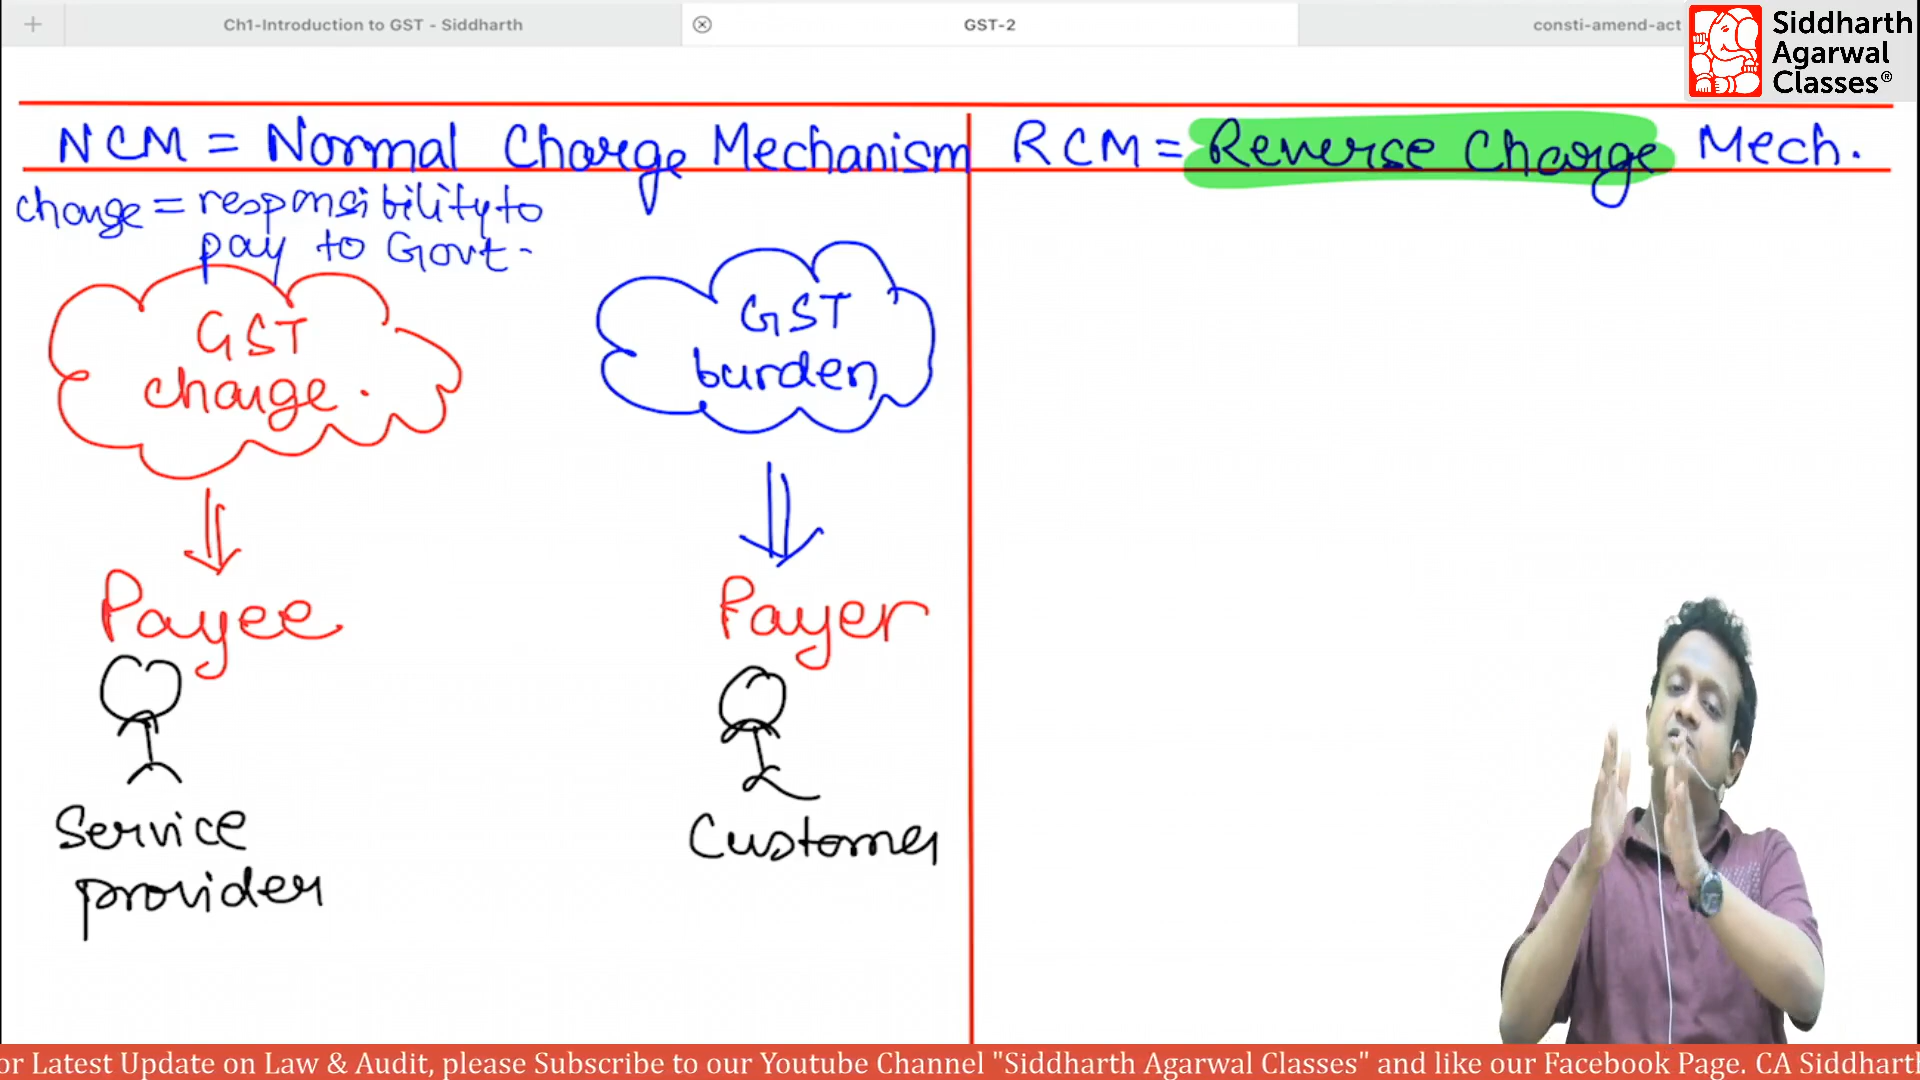 Ch1-Introduction to GST - Siddharth
GST-2
consti-amend-act
Siddharth
Agarwal
Classes®
NCM = Normal Charge Mechanism
RCM = Reverse Charge Mech.
charge = responsibility to
pay to Govt-
GST
charge.
GST
burden
Payee
Payer
Service
provider
Customer
or Latest Update on Law & Audit, please Subscribe to our Youtube Channel "Siddharth Agarwal Classes" and like our Facebook Page. CA Siddharth